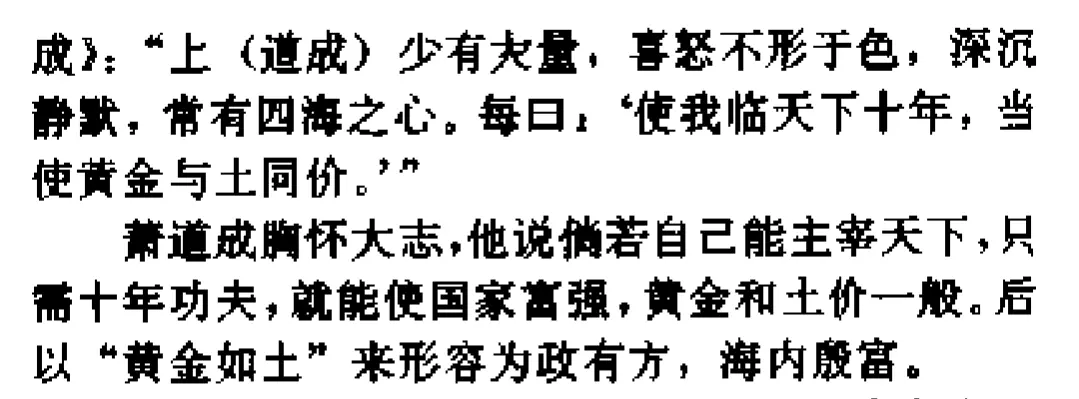 成》：“上（道成）少有大量，喜怒不形于色，深沉
静默，常有四海之心。每曰：‘使我临天下十年，当
使黄金与土同价。’”
萧道成胸怀大志，他说倘若自己能主宰天下，只
需十年功夫，就能使国家富强，黄金和土价一般。后
以“黄金如土”来形容为政有方，海内殷富。